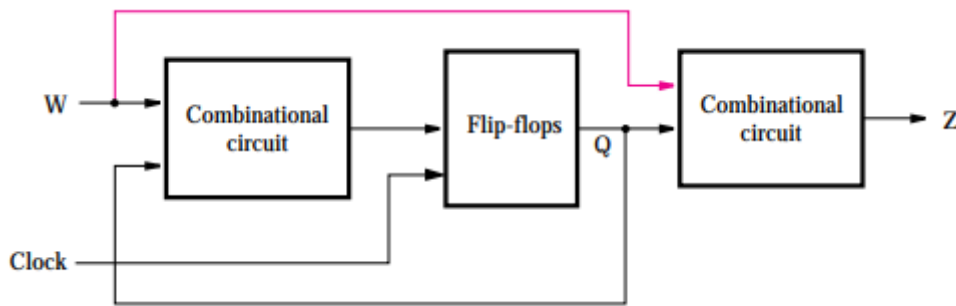 W
Combinational
circuit
Flip-flops
Q
Combinational
circuit
Z
Clock